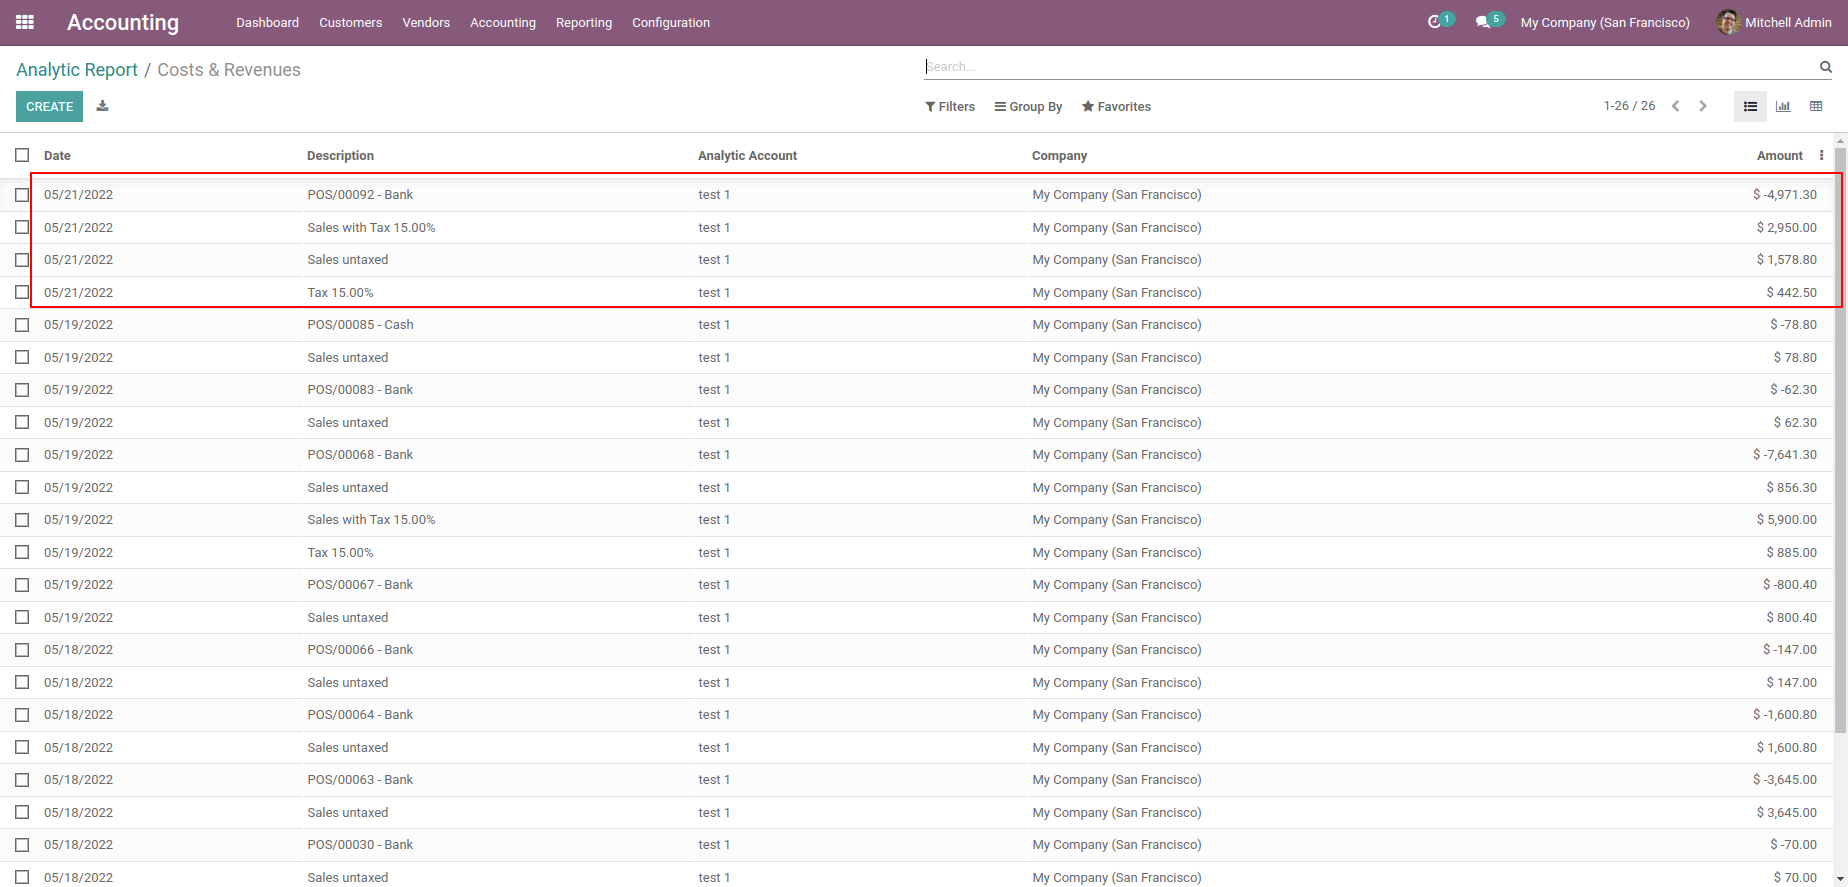 Accounting Dashboard Customers Vendors Accounting Reporting Configuration 1 5 My Company (San Francisco) Mitchell Admin
Analytic Report / Costs & Revenues Search...
CREATE Filters Group By Favorites 1-26 / 26
Date Description Analytic Account Company Amount
05/21/2022 POS/00092 - Bank test 1 My Company (San Francisco) $ -4,971.30
05/21/2022 Sales with Tax 15.00% test 1 My Company (San Francisco) $ 2,950.00
05/21/2022 Sales untaxed test 1 My Company (San Francisco) $ 1,578.80
05/21/2022 Tax 15.00% test 1 My Company (San Francisco) $ 442.50
05/19/2022 POS/00085 - Cash test 1 My Company (San Francisco) $ -78.80
05/19/2022 Sales untaxed test 1 My Company (San Francisco) $ 78.80
05/19/2022 POS/00083 - Bank test 1 My Company (San Francisco) $ -62.30
05/19/2022 Sales untaxed test 1 My Company (San Francisco) $ 62.30
05/19/2022 POS/00068 - Bank test 1 My Company (San Francisco) $ -7,641.30
05/19/2022 Sales untaxed test 1 My Company (San Francisco) $ 856.30
05/19/2022 Sales with Tax 15.00% test 1 My Company (San Francisco) $ 5,900.00
05/19/2022 Tax 15.00% test 1 My Company (San Francisco) $ 885.00
05/19/2022 POS/00067 - Bank test 1 My Company (San Francisco) $ -800.40
05/19/2022 Sales untaxed test 1 My Company (San Francisco) $ 800.40
05/18/2022 POS/00066 - Bank test 1 My Company (San Francisco) $ -147.00
05/18/2022 Sales untaxed test 1 My Company (San Francisco) $ 147.00
05/18/2022 POS/00064 - Bank test 1 My Company (San Francisco) $ -1,600.80
05/18/2022 Sales untaxed test 1 My Company (San Francisco) $ 1,600.80
05/18/2022 POS/00063 - Bank test 1 My Company (San Francisco) $ -3,645.00
05/18/2022 Sales untaxed test 1 My Company (San Francisco) $ 3,645.00
05/18/2022 POS/00030 - Bank test 1 My Company (San Francisco) $ -70.00
05/18/2022 Sales untaxed test 1 My Company (San Francisco) $ 70.00